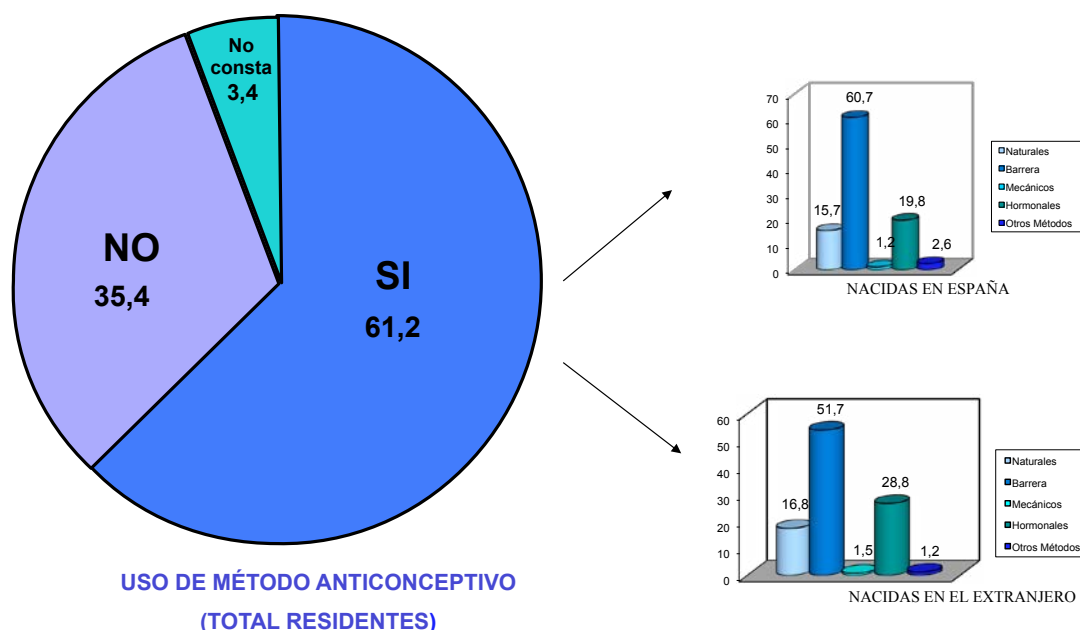 No
consta
3,4
NO
35,4
SI
61,2
USO DE MÉTODO ANTICONCEPTIVO
(TOTAL RESIDENTES)
70
60
50
40
30
20
10
0
15,7
60,7
1,2
19,8
2,6
Naturales
Barrera
Mecánicos
Hormonales
Otros Métodos
NACIDAS EN ESPAÑA
60
50
40
30
20
10
0
16,8
51,7
1,5
28,8
1,2
Naturales
Barrera
Mecánicos
Hormonales
Otros Métodos
NACIDAS EN EL EXTRANJERO